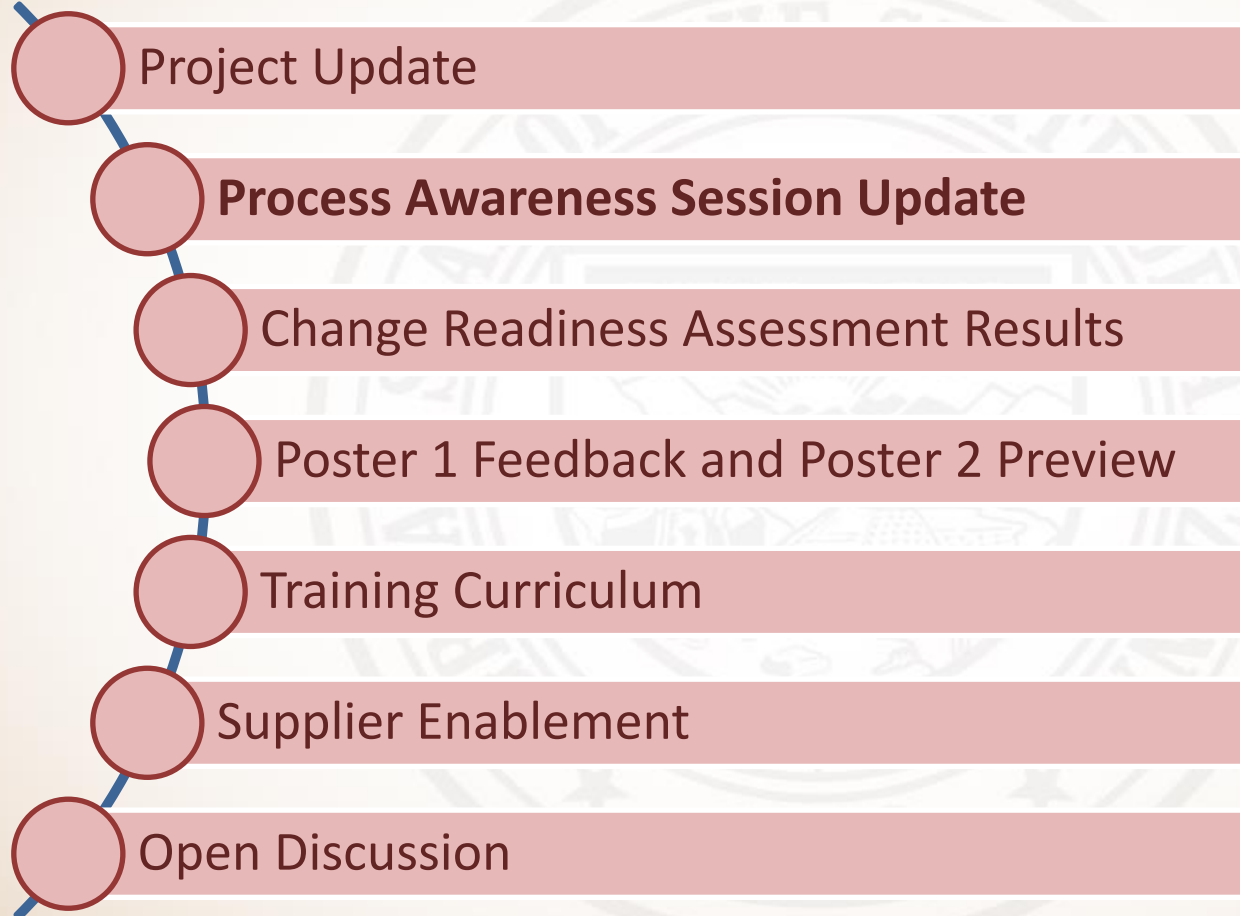 Project Update
Process Awareness Session Update
Change Readiness Assessment Results
Poster 1 Feedback and Poster 2 Preview
Training Curriculum
Supplier Enablement
Open Discussion